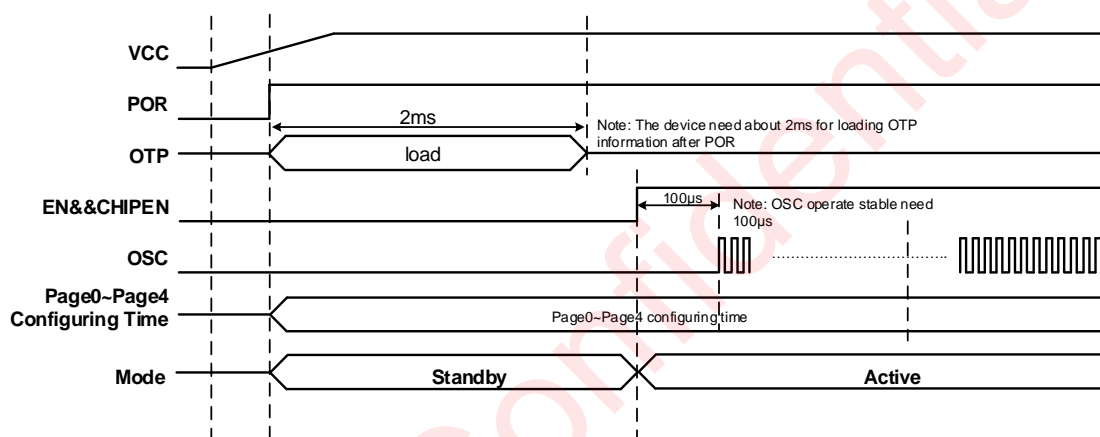 VCC
POR
2ms
Note: The device need about 2ms for loading OTP
information after POR
OTP
load
EN&&CHIPEN
100µs
Note: OSC operate stable need
100µs
OSC
Page0~Page4
Configuring Time
Page0~Page4 configuring time
Mode
Standby
Active
Confidential